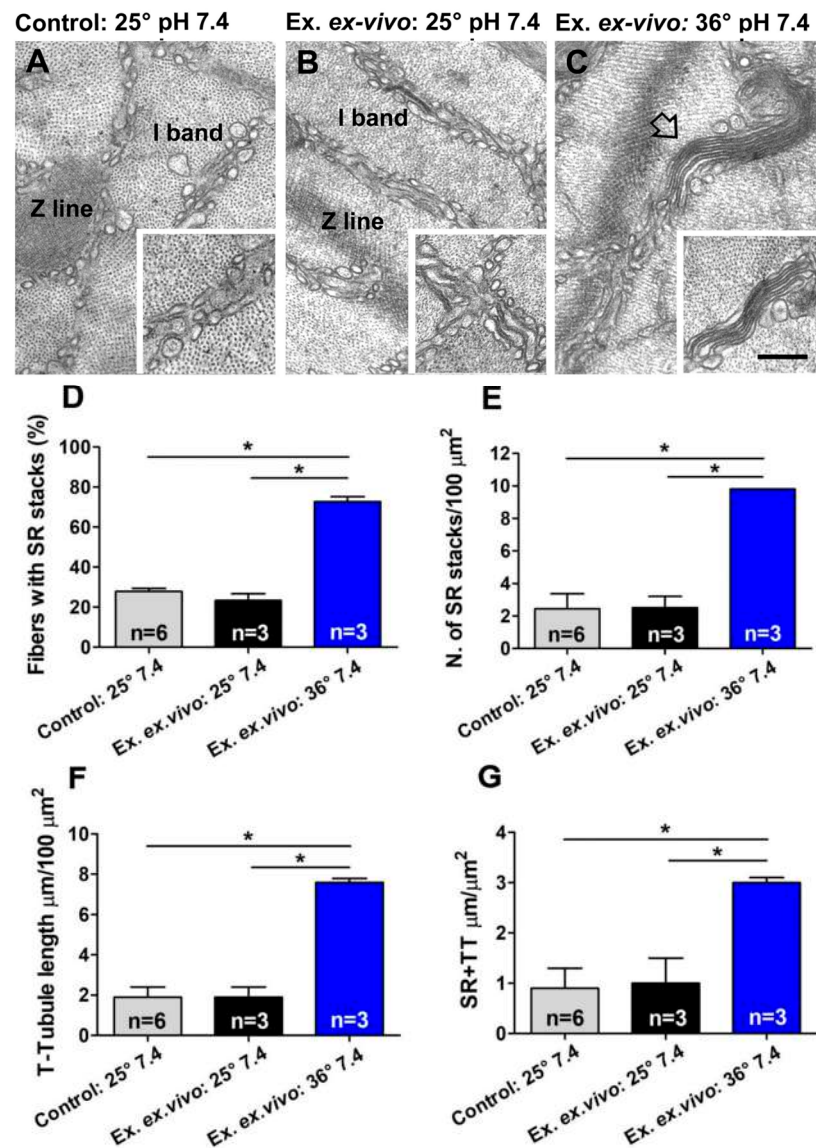 Control: 25° pH 7.4
Ex. ex-vivo: 25° pH 7.4
Ex. ex-vivo: 36° pH 7.4
A
I band
Z line
B
I band
Z line
C
D
Fibers with SR stacks (%)
100
80
60
40
20
0
*
*
n=6
n=3
n=3
Control: 25° 7.4
Ex. ex.vivo: 25° 7.4
Ex. ex.vivo: 36° 7.4
E
N. of SR stacks/100 µm²
12
10
8
6
4
2
0
*
*
n=6
n=3
n=3
Control: 25° 7.4
Ex. ex.vivo: 25° 7.4
Ex. ex.vivo: 36° 7.4
F
T-Tubule length µm/100 µm²
10
8
6
4
2
0
*
*
n=6
n=3
n=3
Control: 25° 7.4
Ex. ex.vivo: 25° 7.4
Ex. ex.vivo: 36° 7.4
G
SR+TT µm/µm²
4
3
2
1
0
*
*
n=6
n=3
n=3
Control: 25° 7.4
Ex. ex.vivo: 25° 7.4
Ex. ex.vivo: 36° 7.4